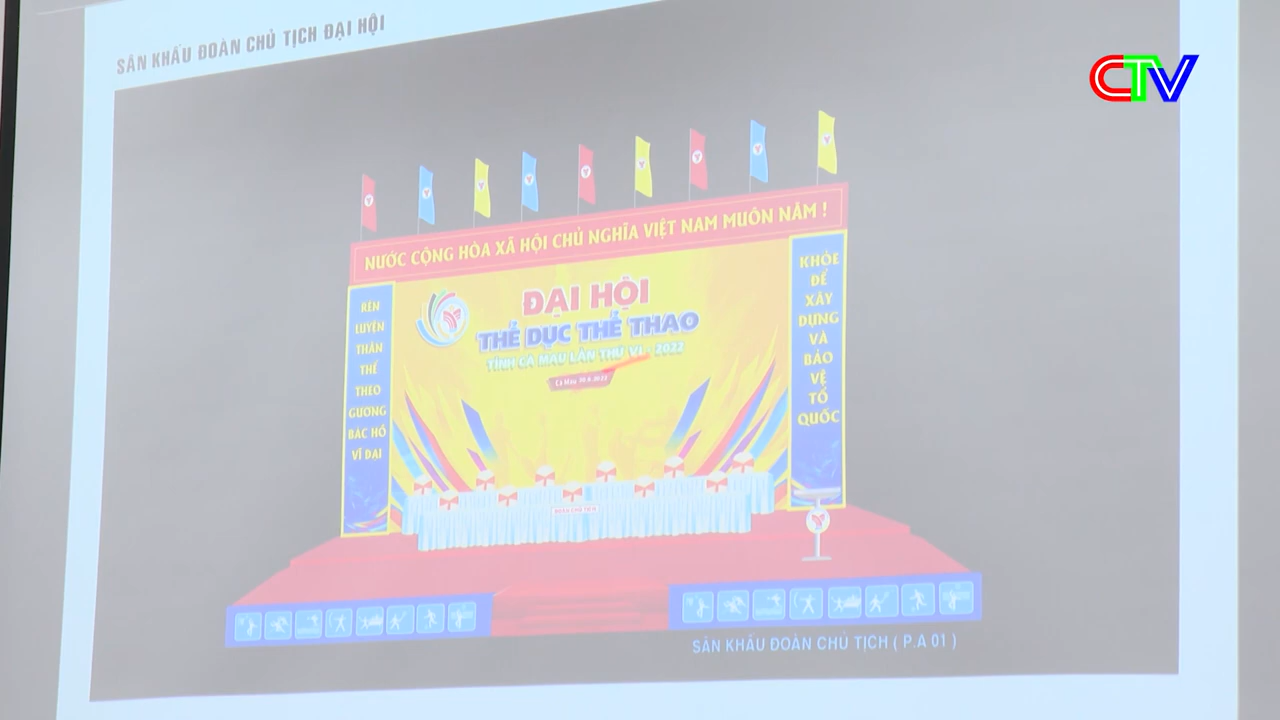 SÂN KHẤU ĐOÀN CHỦ TỊCH ĐẠI HỘI
CTV
NƯỚC CỘNG HÒA XÃ HỘI CHỦ NGHĨA VIỆT NAM MUÔN NĂM !
RÈN
LUYỆN
THÂN
THỂ
THEO
GƯƠNG
BÁC HỒ
VĨ ĐẠI
ĐẠI HỘI
THỂ DỤC THỂ THAO
TỈNH CÀ MAU LẦN THỨ VI - 2022
KHỎE
ĐỂ
XÂY
DỰNG
VÀ
BẢO
VỆ
TỔ
QUỐC
ĐOÀN CHỦ TỊCH
SÂN KHẤU ĐOÀN CHỦ TỊCH ( P.A 01 )